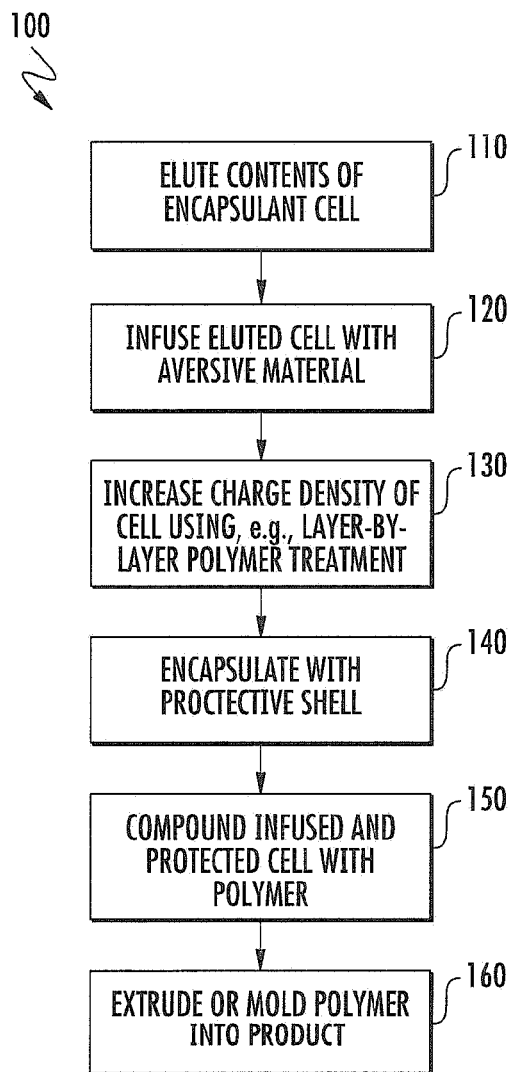 100
ELUTE CONTENTS OF
ENCAPSULANT CELL
110
INFUSE ELUTED CELL WITH
AVERSIVE MATERIAL
120
INCREASE CHARGE DENSITY OF
CELL USING, e.g., LAYER-BY-
LAYER POLYMER TREATMENT
130
ENCAPSULATE WITH
PROCTECTIVE SHELL
140
COMPOUND INFUSED AND
PROTECTED CELL WITH
POLYMER
150
EXTRUDE OR MOLD POLYMER
INTO PRODUCT
160